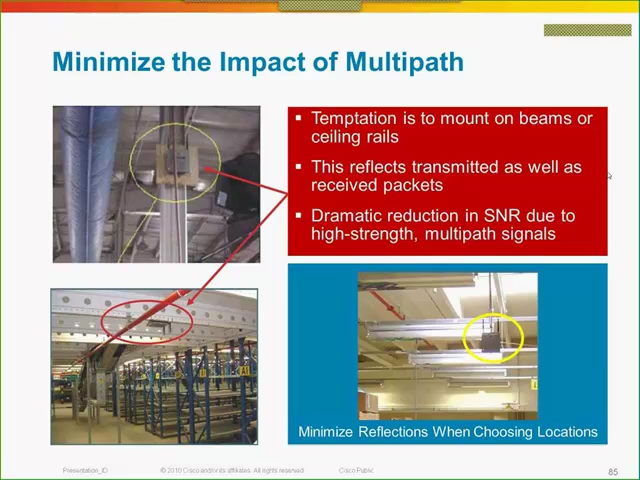 Minimize the Impact of Multipath
▪ Temptation is to mount on beams or
ceiling rails
▪ This reflects transmitted as well as
received packets
▪ Dramatic reduction in SNR due to
high-strength, multipath signals
Minimize Reflections When Choosing Locations
Presentation_ID
© 2010 Cisco and/or its affiliates. All rights reserved.
Cisco Public
85